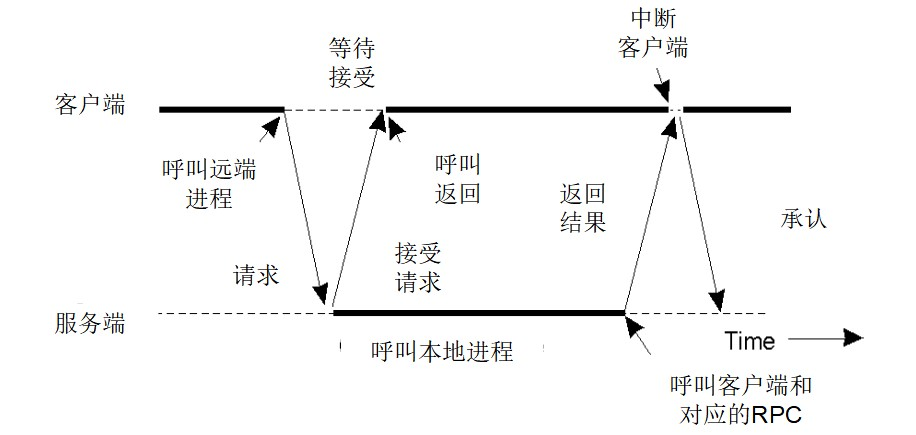 中断
客户端
等待
接受
客户端
呼叫远端
进程
呼叫
返回
返回
结果
承认
请求
接受
请求
服务端
呼叫本地进程
Time
呼叫客户端和
对应的RPC